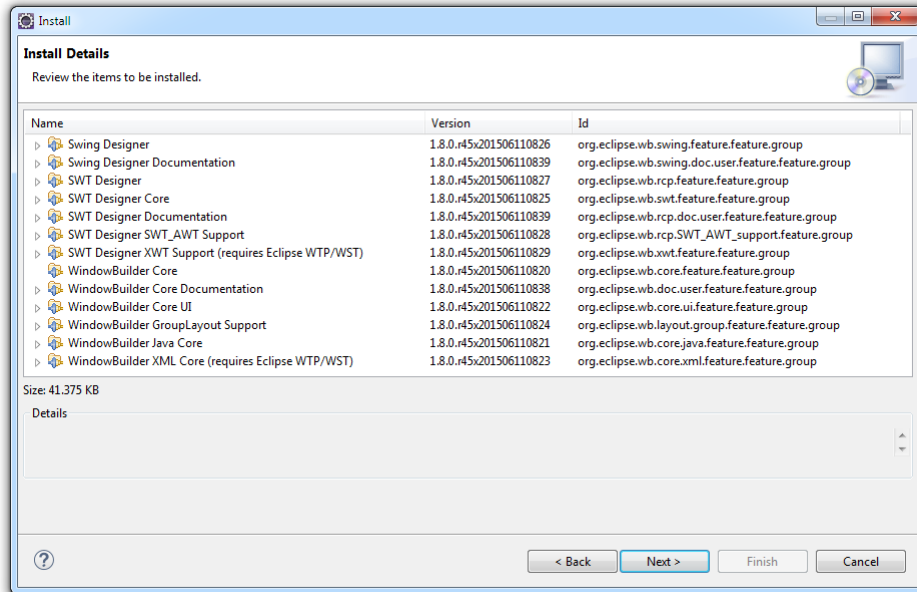 Install
Install Details
Review the items to be installed.
Name Version Id
Swing Designer 1.8.0.r45x201506110826 org.eclipse.wb.swing.feature.feature.group
Swing Designer Documentation 1.8.0.r45x201506110839 org.eclipse.wb.swing.doc.user.feature.feature.group
SWT Designer 1.8.0.r45x201506110827 org.eclipse.wb.rcp.feature.feature.group
SWT Designer Core 1.8.0.r45x201506110825 org.eclipse.wb.swt.feature.feature.group
SWT Designer Documentation 1.8.0.r45x201506110839 org.eclipse.wb.rcp.doc.user.feature.feature.group
SWT Designer SWT_AWT Support 1.8.0.r45x201506110828 org.eclipse.wb.rcp.SWT_AWT_support.feature.group
SWT Designer XWT Support (requires Eclipse WTP/WST) 1.8.0.r45x201506110829 org.eclipse.wb.xwt.feature.feature.group
WindowBuilder Core 1.8.0.r45x201506110820 org.eclipse.wb.core.feature.feature.group
WindowBuilder Core Documentation 1.8.0.r45x201506110838 org.eclipse.wb.doc.user.feature.feature.group
WindowBuilder Core UI 1.8.0.r45x201506110822 org.eclipse.wb.core.ui.feature.feature.group
WindowBuilder GroupLayout Support 1.8.0.r45x201506110824 org.eclipse.wb.layout.group.feature.feature.group
WindowBuilder Java Core 1.8.0.r45x201506110821 org.eclipse.wb.core.java.feature.feature.group
WindowBuilder XML Core (requires Eclipse WTP/WST) 1.8.0.r45x201506110823 org.eclipse.wb.core.xml.feature.feature.group
Size: 41.375 KB
Details
? < Back Next > Finish Cancel